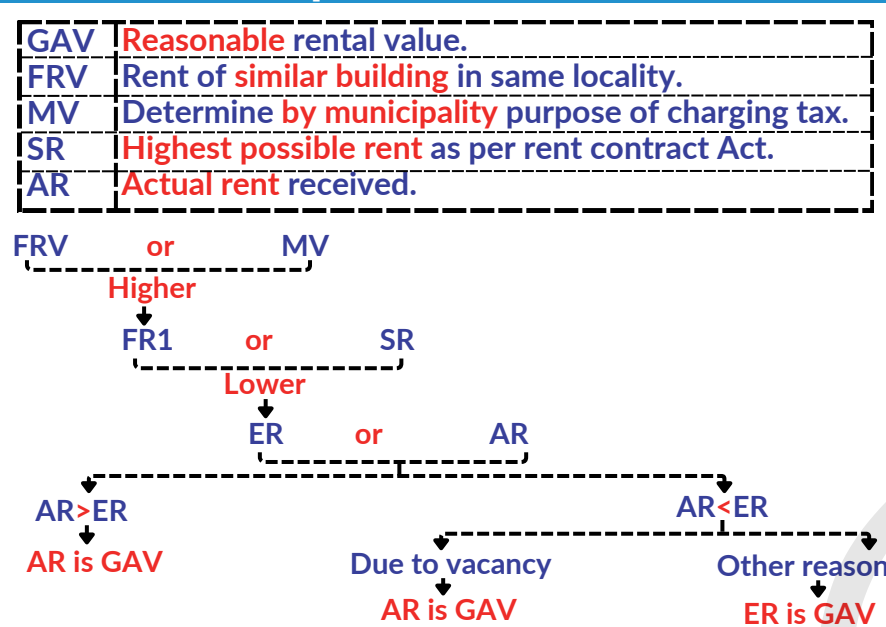 GAV Reasonable rental value.
FRV Rent of similar building in same locality.
MV Determine by municipality purpose of charging tax.
SR Highest possible rent as per rent contract Act.
AR Actual rent received.
FRV or MV
Higher
FR1 or SR
Lower
ER or AR
AR>ER AR<ER
AR is GAV Due to vacancy Other reason
AR is GAV ER is GAV